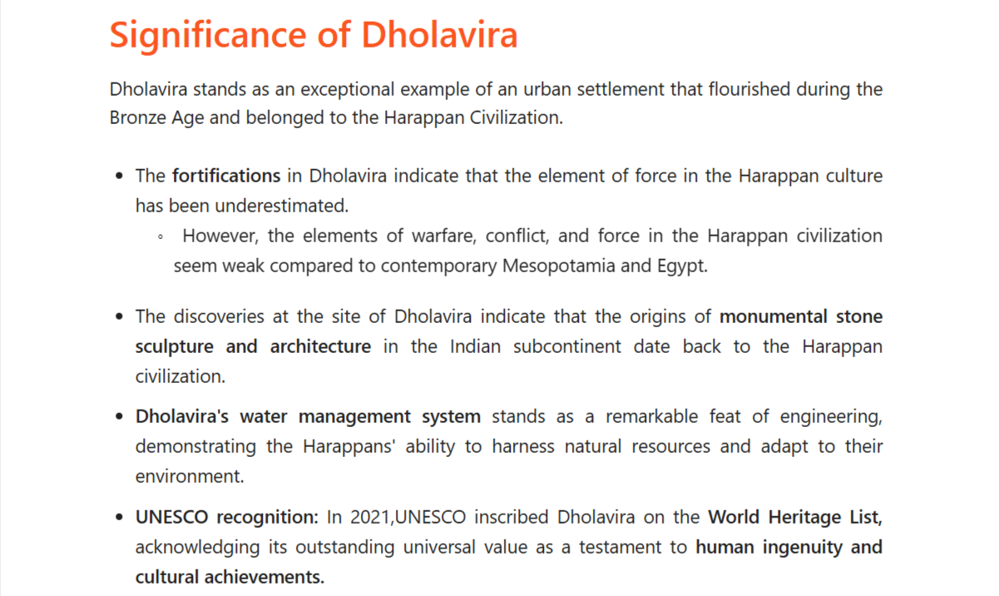 Significance of Dholavira
Dholavira stands as an exceptional example of an urban settlement that flourished during the
Bronze Age and belonged to the Harappan Civilization.
• The fortifications in Dholavira indicate that the element of force in the Harappan culture
has been underestimated.
◦ However, the elements of warfare, conflict, and force in the Harappan civilization
seem weak compared to contemporary Mesopotamia and Egypt.
• The discoveries at the site of Dholavira indicate that the origins of monumental stone
sculpture and architecture in the Indian subcontinent date back to the Harappan
civilization.
• Dholavira's water management system stands as a remarkable feat of engineering,
demonstrating the Harappans' ability to harness natural resources and adapt to their
environment.
• UNESCO recognition: In 2021,UNESCO inscribed Dholavira on the World Heritage List,
acknowledging its outstanding universal value as a testament to human ingenuity and
cultural achievements.